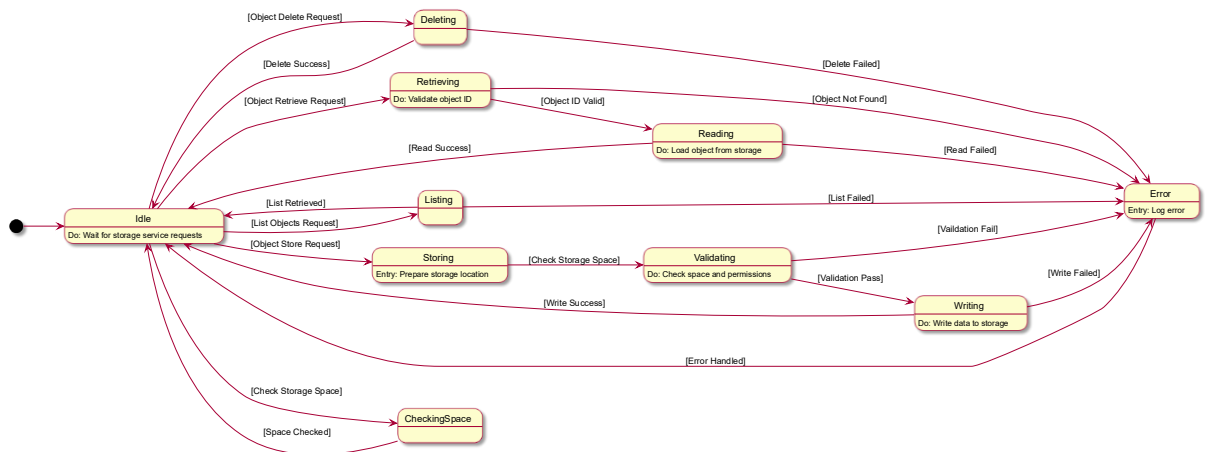 [Object Delete Request]
Deleting
[Delete Success]
[Delete Failed]
Retrieving
Do: Validate object ID
[Object Retrieve Request]
[Object ID Valid]
[Object Not Found]
Reading
Do: Load object from storage
[Read Success]
[Read Failed]
Error
Entry: Log error
Idle
Do: Wait for storage service requests
[List Retrieved]
Listing
[List Failed]
[List Objects Request]
[Object Store Request]
Storing
Entry: Prepare storage location
[Check Storage Space]
Validating
Do: Check space and permissions
[Vaildation Fail]
[Validation Pass]
[Write Failed]
Writing
Do: Write data to storage
[Write Success]
[Error Handled]
[Check Storage Space]
CheckingSpace
[Space Checked]